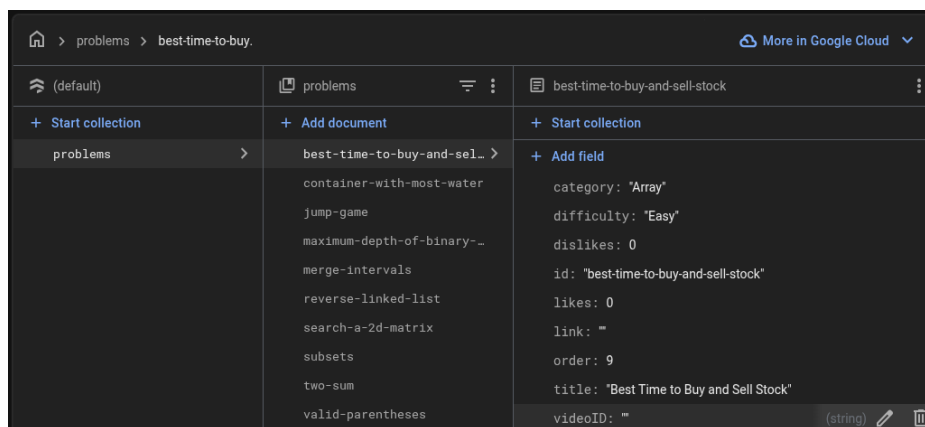 problems > best-time-to-buy.
More in Google Cloud
(default)
+ Start collection
problems
problems
+ Add document
best-time-to-buy-and-sel…
container-with-most-water
jump-game
maximum-depth-of-binary-…
merge-intervals
reverse-linked-list
search-a-2d-matrix
subsets
two-sum
valid-parentheses
best-time-to-buy-and-sell-stock
+ Start collection
+ Add field
category: "Array"
difficulty: "Easy"
dislikes: 0
id: "best-time-to-buy-and-sell-stock"
likes: 0
link: ""
order: 9
title: "Best Time to Buy and Sell Stock"
videoID: "" (string)